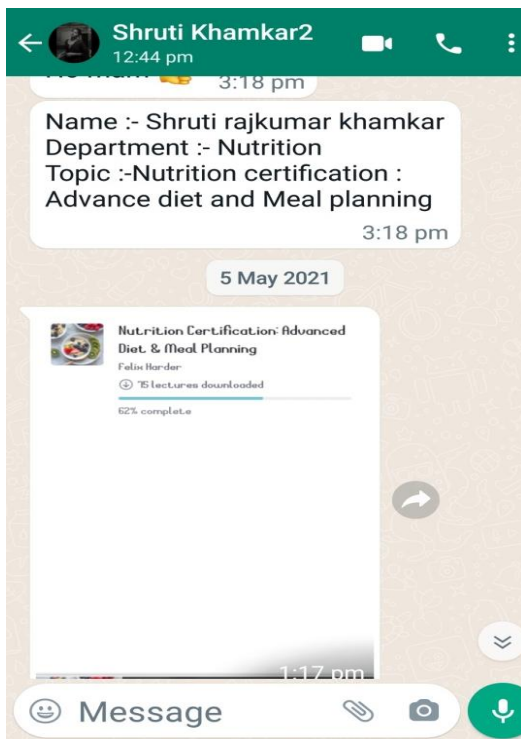 Shruti Khamkar2
12:44 pm
3:18 pm
Name :- Shruti rajkumar khamkar
Department :- Nutrition
Topic :-Nutrition certification :
Advance diet and Meal planning
3:18 pm
5 May 2021
Nutrition Certification: Advanced
Diet & Meal Planning
Felix Harder
75 lectures downloaded
62% complete
1:17 pm
Message